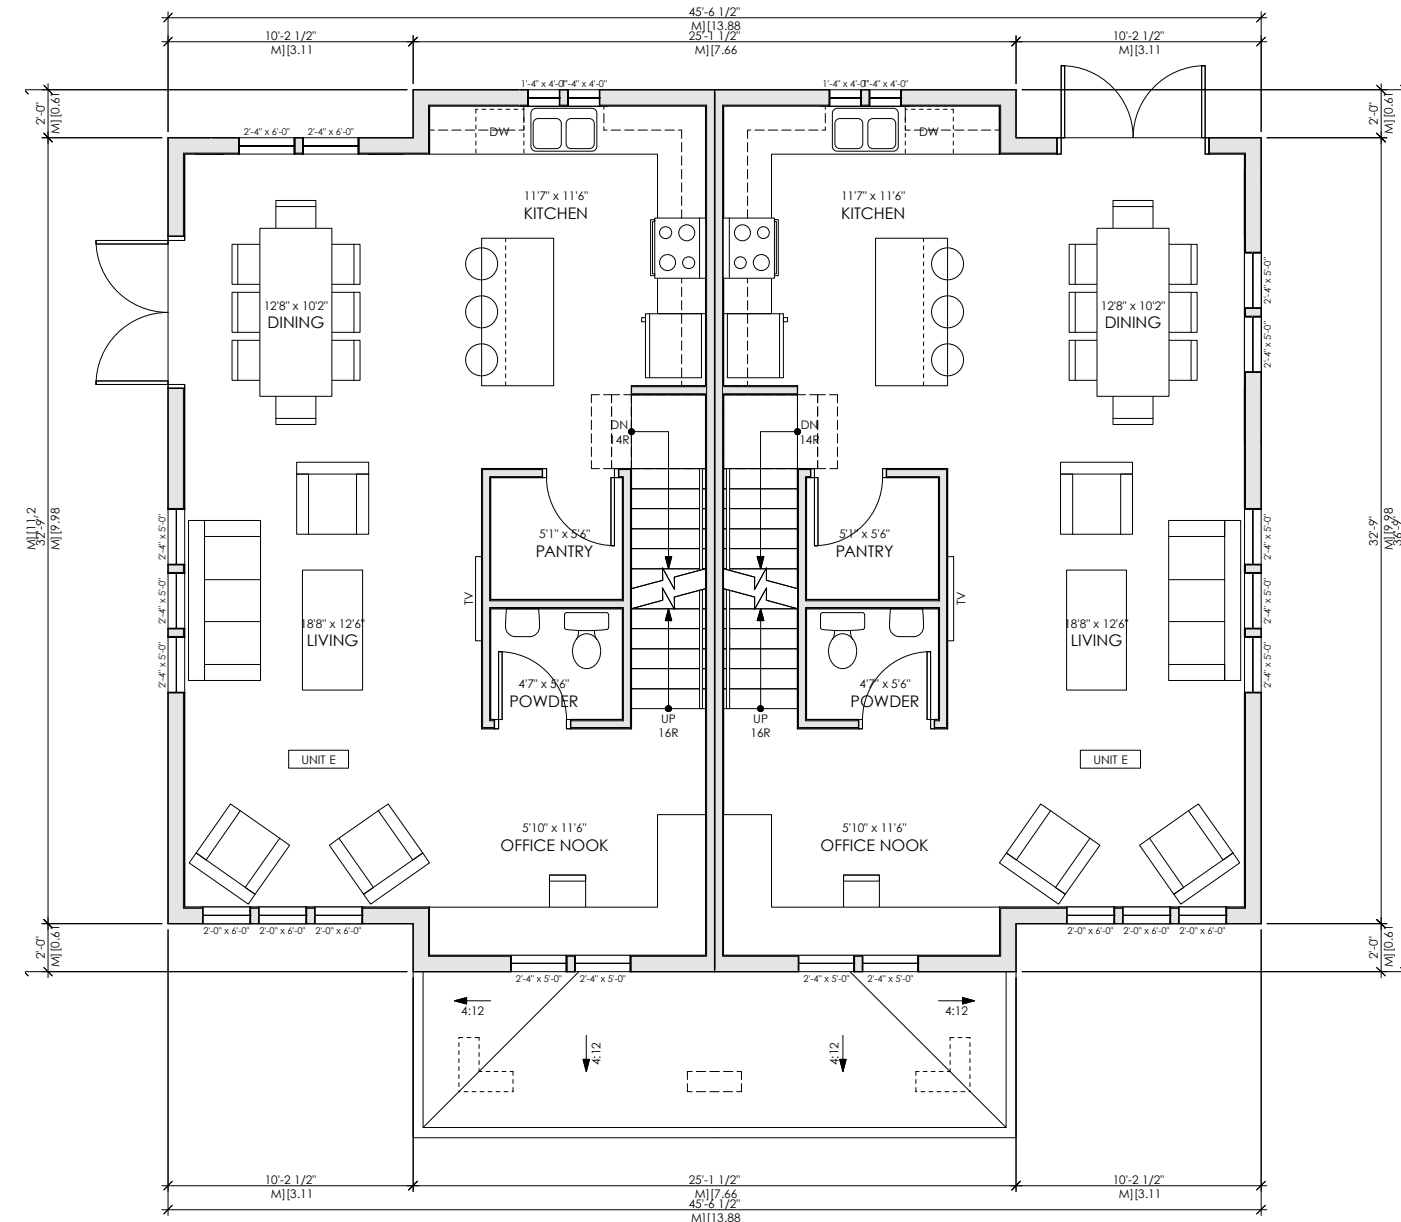 45'-6 1/2"
M][13.88
10'-2 1/2"
M][3.11
25'-1 1/2"
M][7.66
10'-2 1/2"
M][3.11
2'-0"
M][0.61
1'-4" x 4'-0"
1'-4" x 4'-0"
1'-4" x 4'-0"
1'-4" x 4'-0"
2'-0"
M][0.61
2'-4" x 6'-0"
2'-4" x 6'-0"
DW
DW
11'7" x 11'6"
KITCHEN
11'7" x 11'6"
KITCHEN
12'8" x 10'2"
DINING
12'8" x 10'2"
DINING
2'-4" x 5'-0"
2'-4" x 5'-0"
DN
14R
DN
14R
M][11.2
32'-9"
M][9.98
32'-9"
M][9.98
36'-9"
5'1" x 5'6"
PANTRY
5'1" x 5'6"
PANTRY
2'-4" x 5'-0"
2'-4" x 5'-0"
2'-4" x 5'-0"
TV
TV
2'-4" x 5'-0"
2'-4" x 5'-0"
2'-4" x 5'-0"
18'8" x 12'6"
LIVING
18'8" x 12'6"
LIVING
4'7" x 5'6"
POWDER
4'7" x 5'6"
POWDER
UP
16R
UP
16R
UNIT E
UNIT E
5'10" x 11'6"
OFFICE NOOK
5'10" x 11'6"
OFFICE NOOK
2'-0" x 6'-0"
2'-0" x 6'-0"
2'-0" x 6'-0"
2'-0" x 6'-0"
2'-0" x 6'-0"
2'-0" x 6'-0"
2'-0"
M][0.61
2'-0"
M][0.61
2'-4" x 5'-0"
2'-4" x 5'-0"
2'-4" x 5'-0"
2'-4" x 5'-0"
4:12
4:12
4:12
4:12
10'-2 1/2"
M][3.11
25'-1 1/2"
M][7.66
10'-2 1/2"
M][3.11
45'-6 1/2"
M][13.88